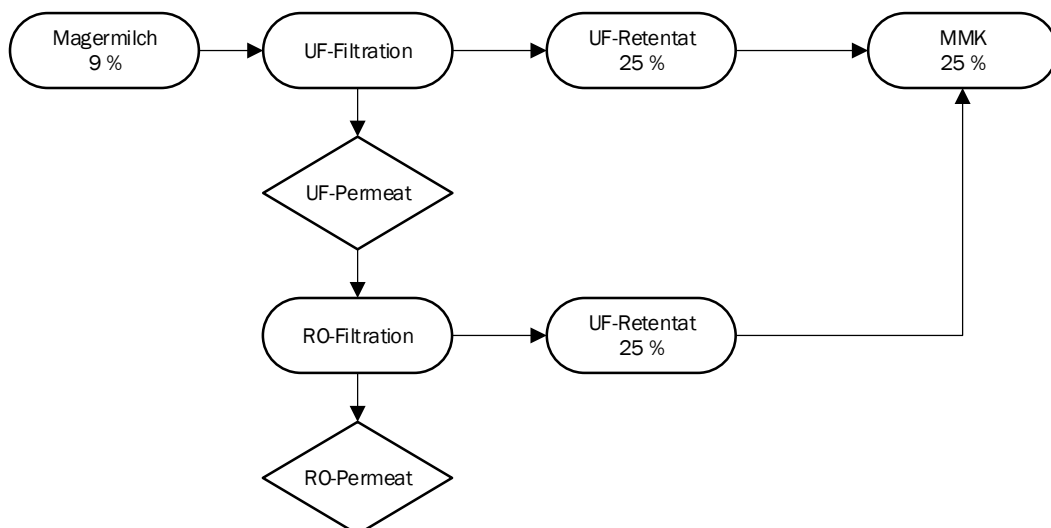 Magermilch
9 %
UF-Filtration
UF-Retentat
25 %
MMK
25 %
UF-Permeat
RO-Filtration
UF-Retentat
25 %
RO-Permeat